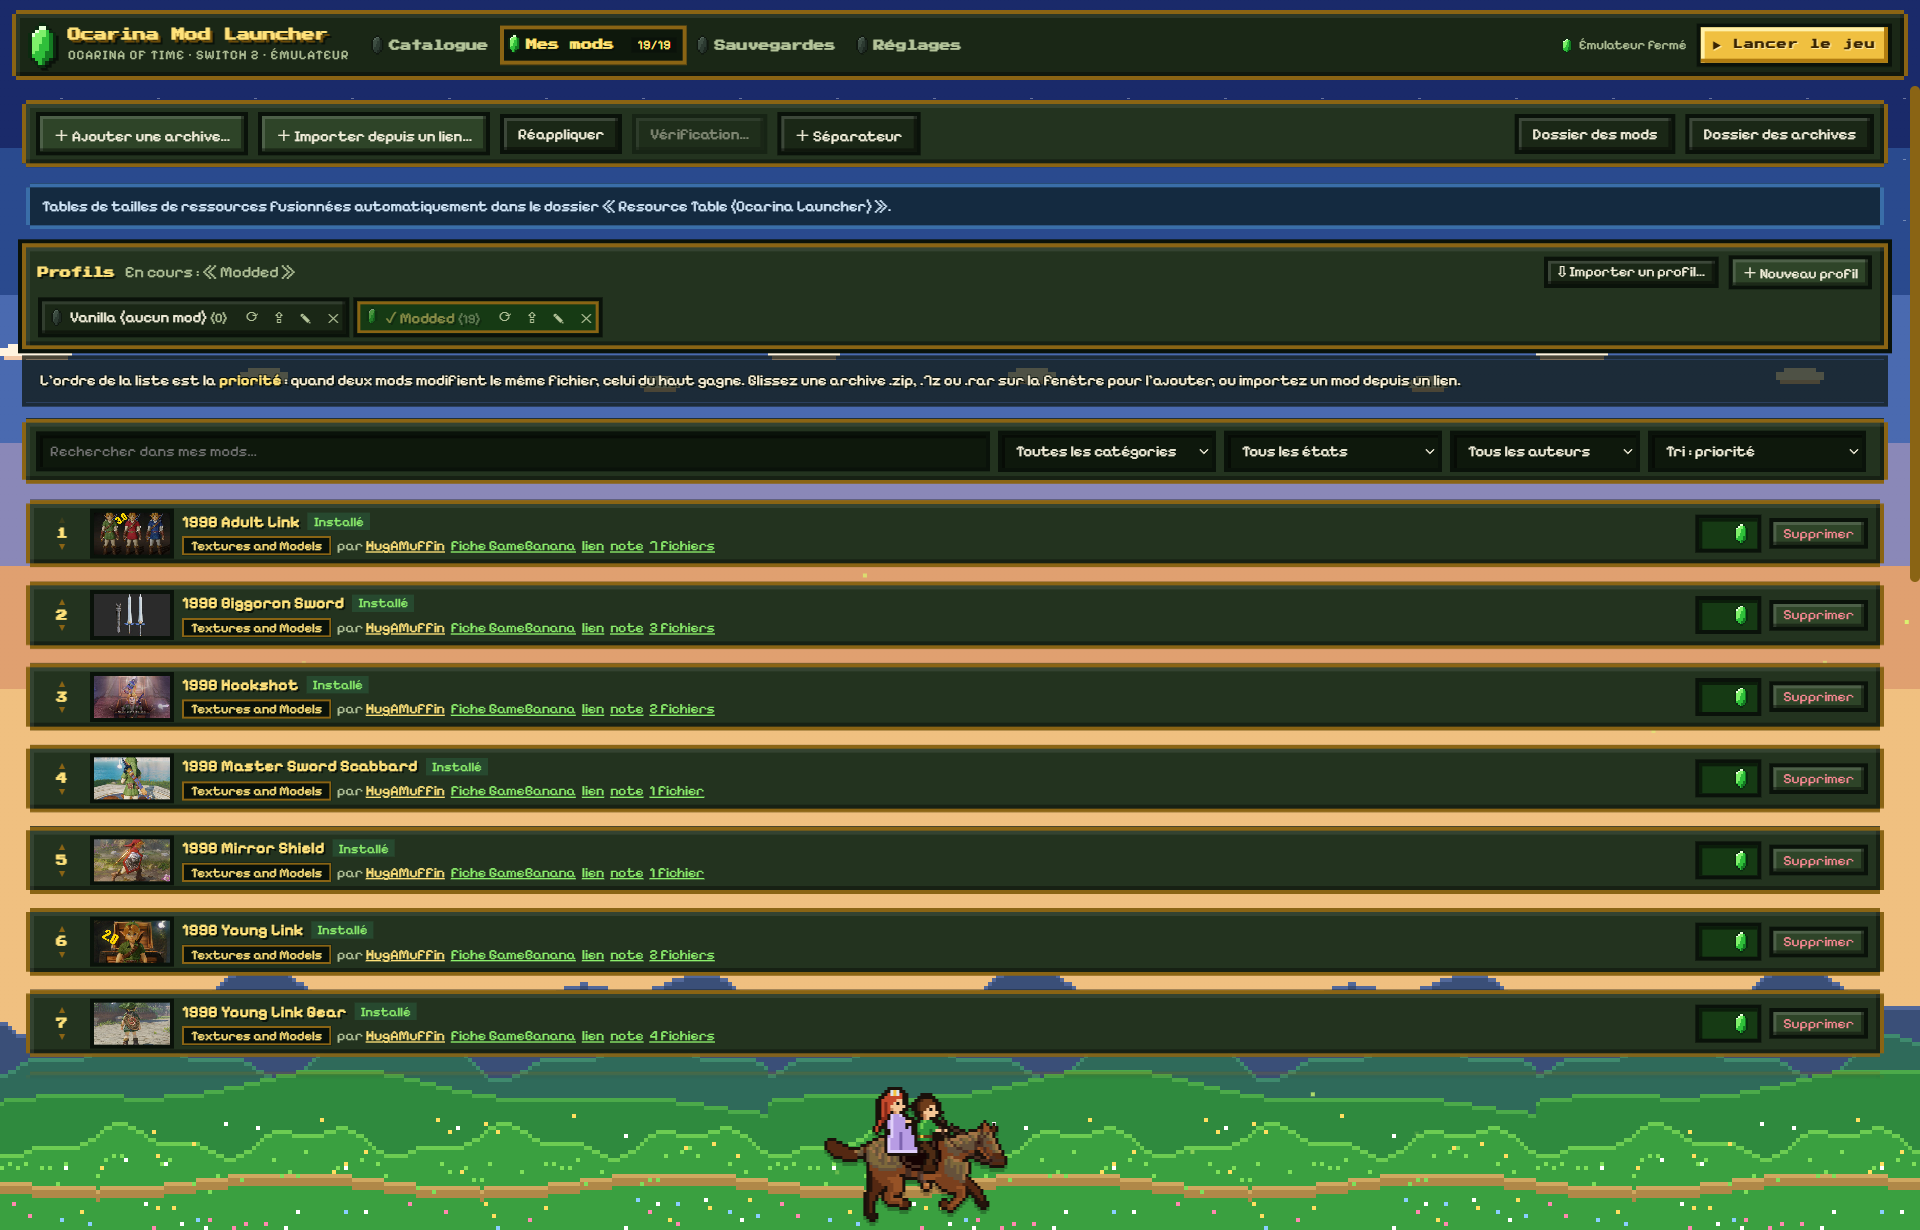 Ocarina Mod Launcher
OCARINA OF TIME · SWITCH 2 · ÉMULATEUR
Catalogue
Mes mods 19/19
Sauvegardes
Réglages
Émulateur fermé
▸ Lancer le jeu
+ Ajouter une archive…
+ Importer depuis un lien…
Réappliquer
Vérification…
+ Séparateur
Dossier des mods
Dossier des archives
Tables de tailles de ressources fusionnées automatiquement dans le dossier « Resource Table (Ocarina Launcher) ».
Profils En cours : « Modded »
⇩ Importer un profil…
+ Nouveau profil
Vanilla (aucun mod) (0)
✓ Modded (19)
L'ordre de la liste est la priorité : quand deux mods modifient le même fichier, celui du haut gagne. Glissez une archive .zip, .7z ou .rar sur la fenêtre pour l'ajouter, ou importez un mod depuis un lien.
Rechercher dans mes mods…
Toutes les catégories
Tous les états
Tous les auteurs
Tri : priorité
1
3.0
1998 Adult Link Installé
Textures and Models par HugAMuffin fiche GameBanana lien note 7 fichiers
Supprimer
2
1998 Biggoron Sword Installé
Textures and Models par HugAMuffin fiche GameBanana lien note 3 fichiers
Supprimer
3
1998 Hookshot Installé
Textures and Models par HugAMuffin fiche GameBanana lien note 2 fichiers
Supprimer
4
1998 Master Sword Scabbard Installé
Textures and Models par HugAMuffin fiche GameBanana lien note 1 fichier
Supprimer
5
1998 Mirror Shield Installé
Textures and Models par HugAMuffin fiche GameBanana lien note 1 fichier
Supprimer
6
2.0
1998 Young Link Installé
Textures and Models par HugAMuffin fiche GameBanana lien note 2 fichiers
Supprimer
7
1998 Young Link Gear Installé
Textures and Models par HugAMuffin fiche GameBanana lien note 4 fichiers
Supprimer